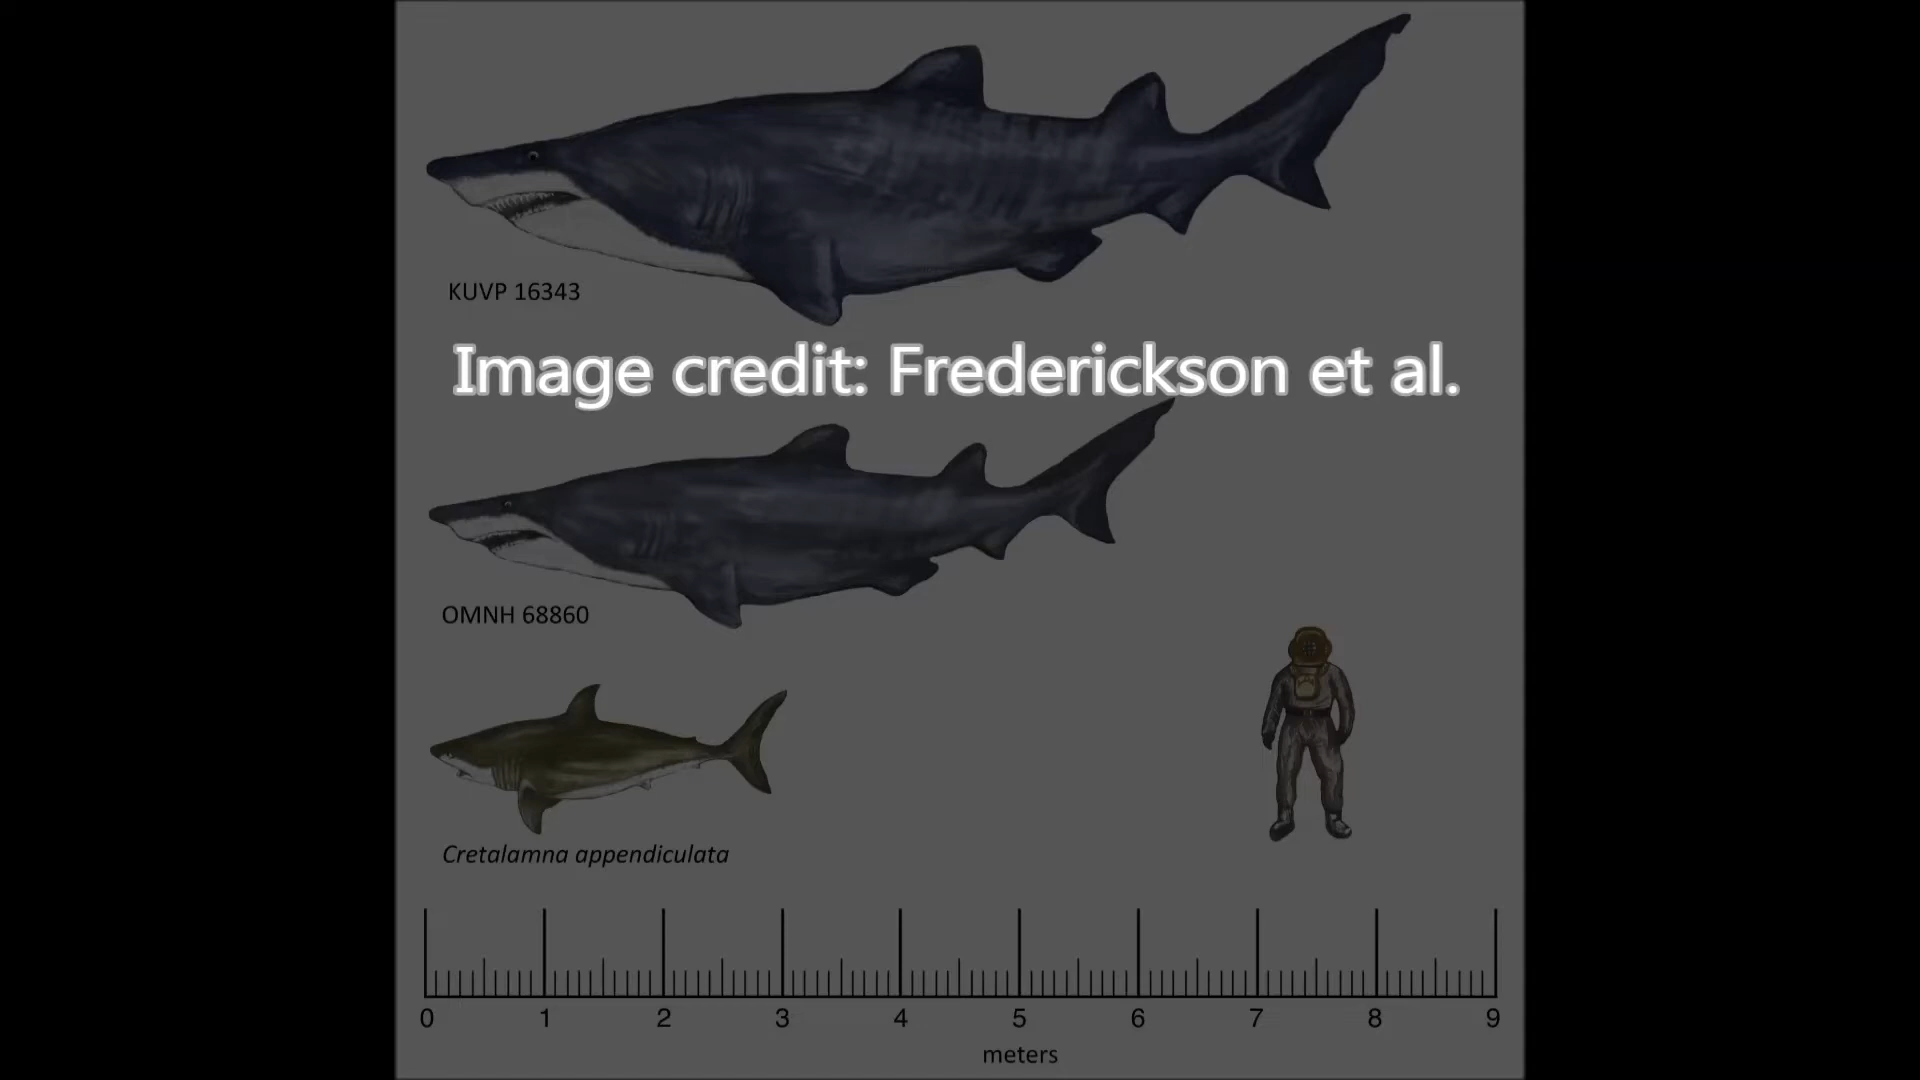 KUVP 16343
Image credit: Frederickson et al.
OMNH 68860
Cretalamna appendiculata
0 1 2 3 4 5 6 7 8 9
meters